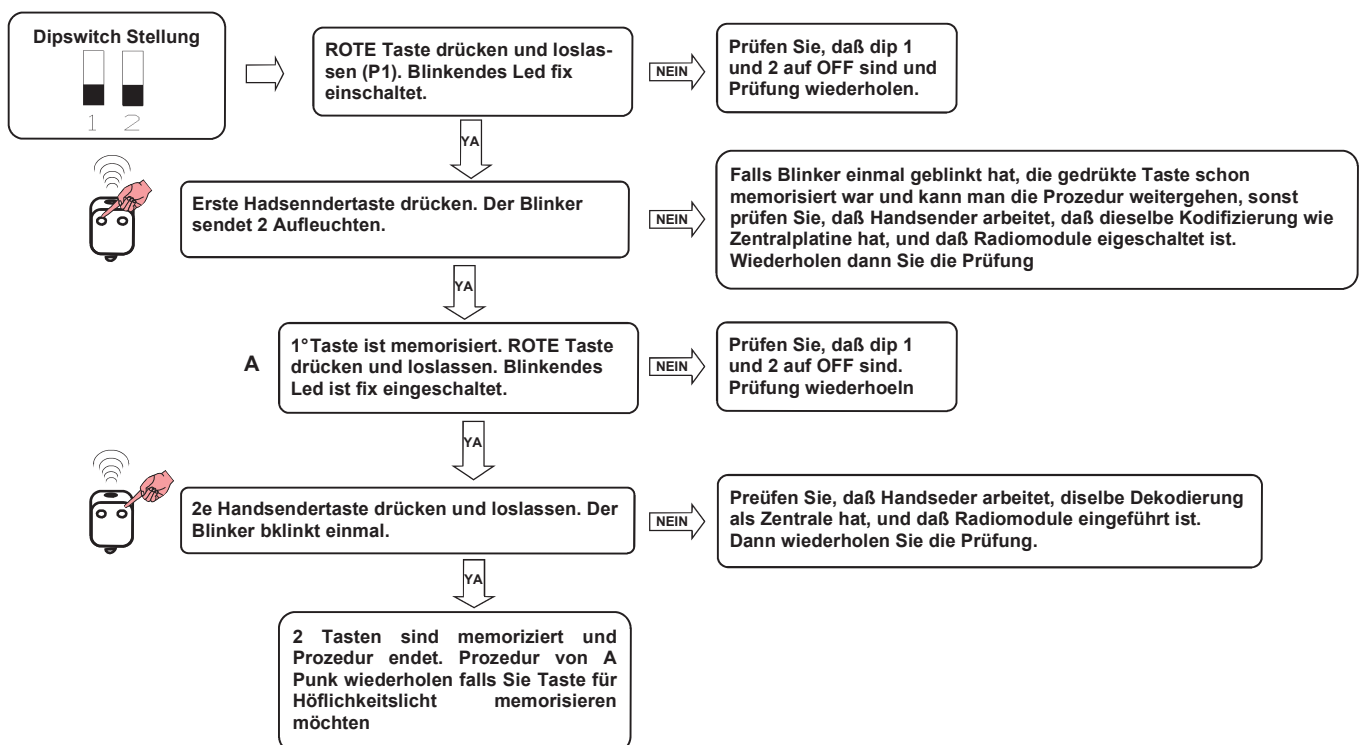 Dipswitch Stellung
1 2
ROTE Taste drücken und loslas-
sen (P1). Blinkendes Led fix
einschaltet.
NEIN
Prüfen Sie, daß dip 1
und 2 auf OFF sind und
Prüfung wiederholen.
YA
Erste Hadsenndertaste drücken. Der Blinker
sendet 2 Aufleuchten.
NEIN
Falls Blinker einmal geblinkt hat, die gedrükte Taste schon
memorisiert war und kann man die Prozedur weitergehen, sonst
prüfen Sie, daß Handsender arbeitet, daß dieselbe Kodifizierung wie
Zentralplatine hat, und daß Radiomodule eigeschaltet ist.
Wiederholen dann Sie die Prüfung
YA
A
1°Taste ist memorisiert. ROTE Taste
drücken und loslassen. Blinkendes
Led ist fix eingeschaltet.
NEIN
Prüfen Sie, daß dip 1
und 2 auf OFF sind.
Prüfung wiederhoeln
YA
2e Handsendertaste drücken und loslassen. Der
Blinker bklinkt einmal.
NEIN
Preüfen Sie, daß Handseder arbeitet, diselbe Dekodierung
als Zentrale hat, und daß Radiomodule eingeführt ist.
Dann wiederholen Sie die Prüfung.
YA
2 Tasten sind memoriziert und
Prozedur endet. Prozedur von A
Punk wiederholen falls Sie Taste für
Höflichkeitslicht memorisieren
möchten